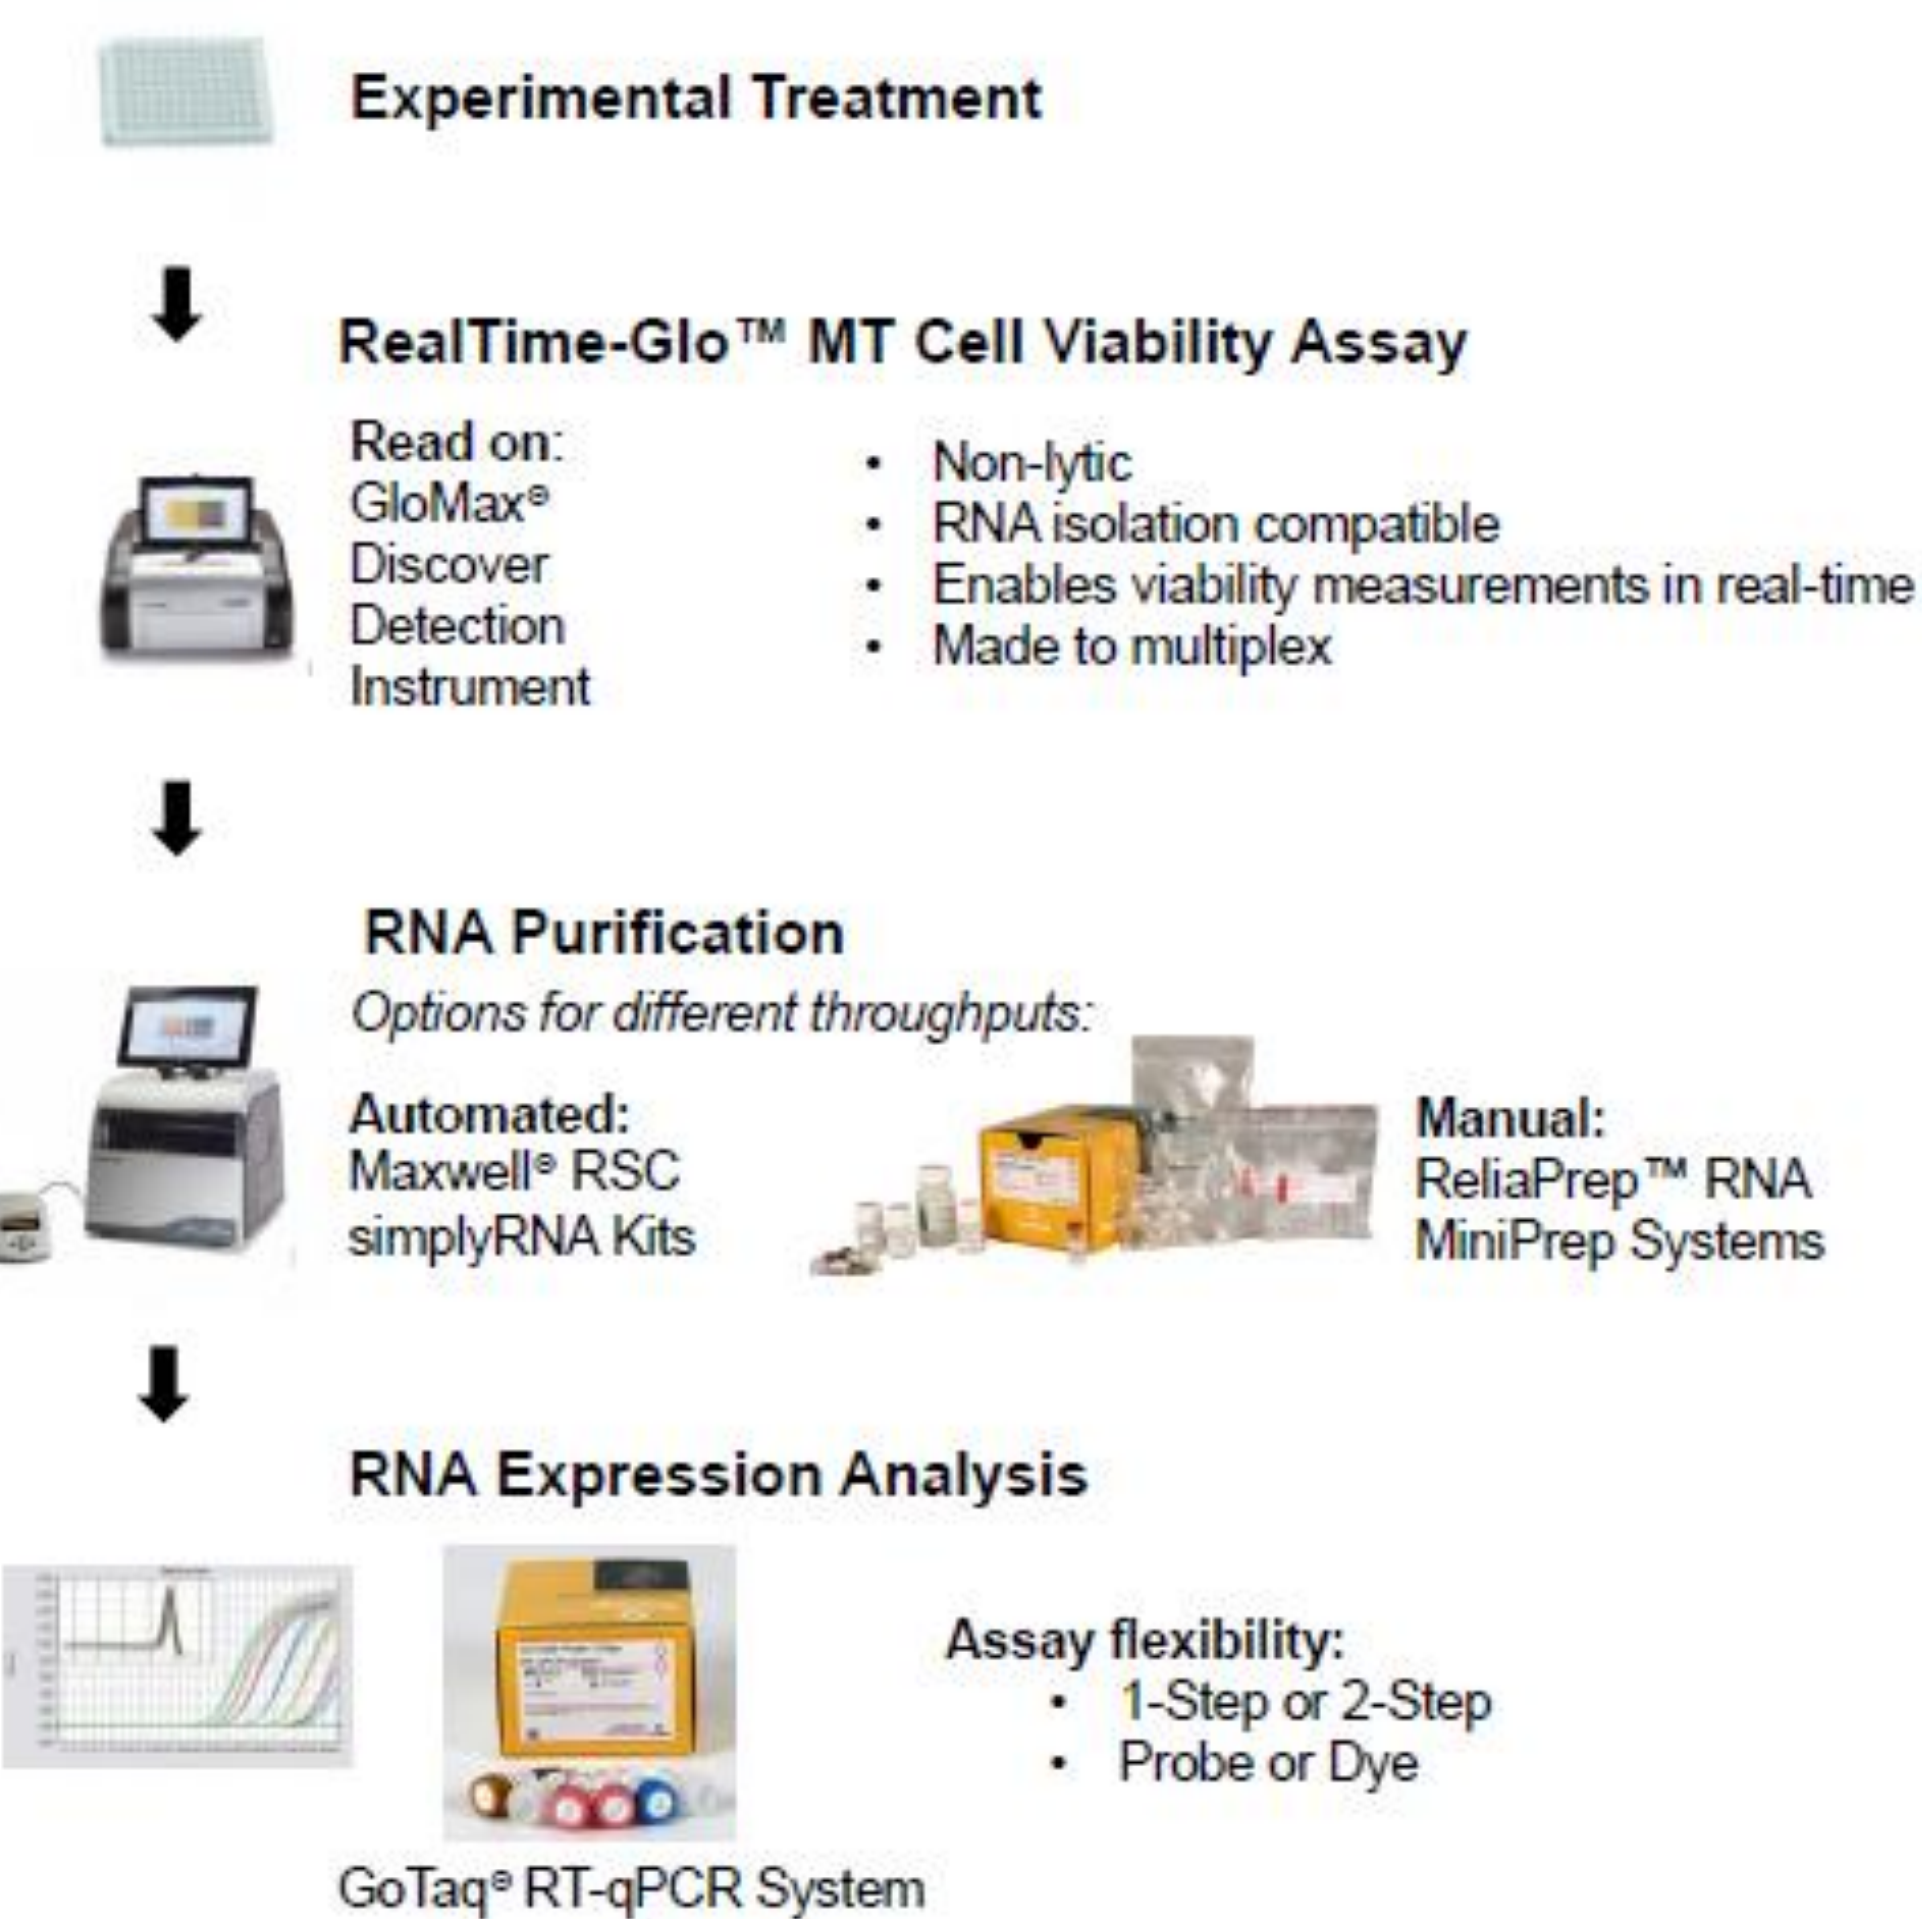 Experimental Treatment
RealTime-Glo™ MT Cell Viability Assay
Read on:
GloMax®
Discover
Detection
Instrument
• Non-lytic
• RNA isolation compatible
• Enables viability measurements in real-time
• Made to multiplex
RNA Purification
Options for different throughputs:
Automated:
Maxwell® RSC
simplyRNA Kits
Manual:
ReliaPrep™ RNA
MiniPrep Systems
RNA Expression Analysis
Assay flexibility:
• 1-Step or 2-Step
• Probe or Dye
GoTaq® RT-qPCR System